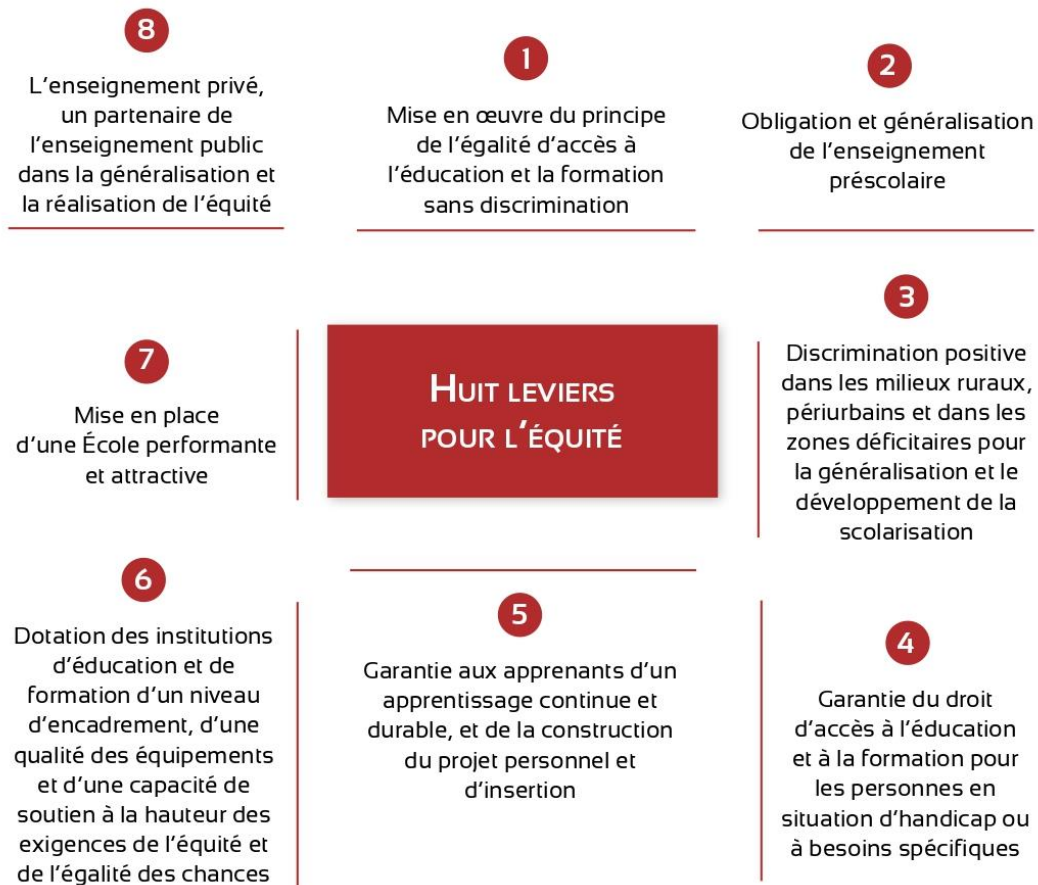 8
L'enseignement privé,
un partenaire de
l'enseignement public
dans la généralisation et
la réalisation de l'équité
1
Mise en œuvre du principe
de l'égalité d'accès à
l'éducation et la formation
sans discrimination
2
Obligation et généralisation
de l'enseignement
préscolaire
7
Mise en place
d'une École performante
et attractive
HUIT LEVIERS
POUR L'ÉQUITÉ
3
Discrimination positive
dans les milieux ruraux,
périurbains et dans les
zones déficitaires pour
la généralisation et le
développement de la
scolarisation
6
Dotation des institutions
d'éducation et de
formation d'un niveau
d'encadrement, d'une
qualité des équipements
et d'une capacité de
soutien à la hauteur des
exigences de l'équité et
de l'égalité des chances
5
Garantie aux apprenants d'un
apprentissage continue et
durable, et de la construction
du projet personnel et
d'insertion
4
Garantie du droit
d'accès à l'éducation
et à la formation pour
les personnes en
situation d'handicap ou
à besoins spécifiques